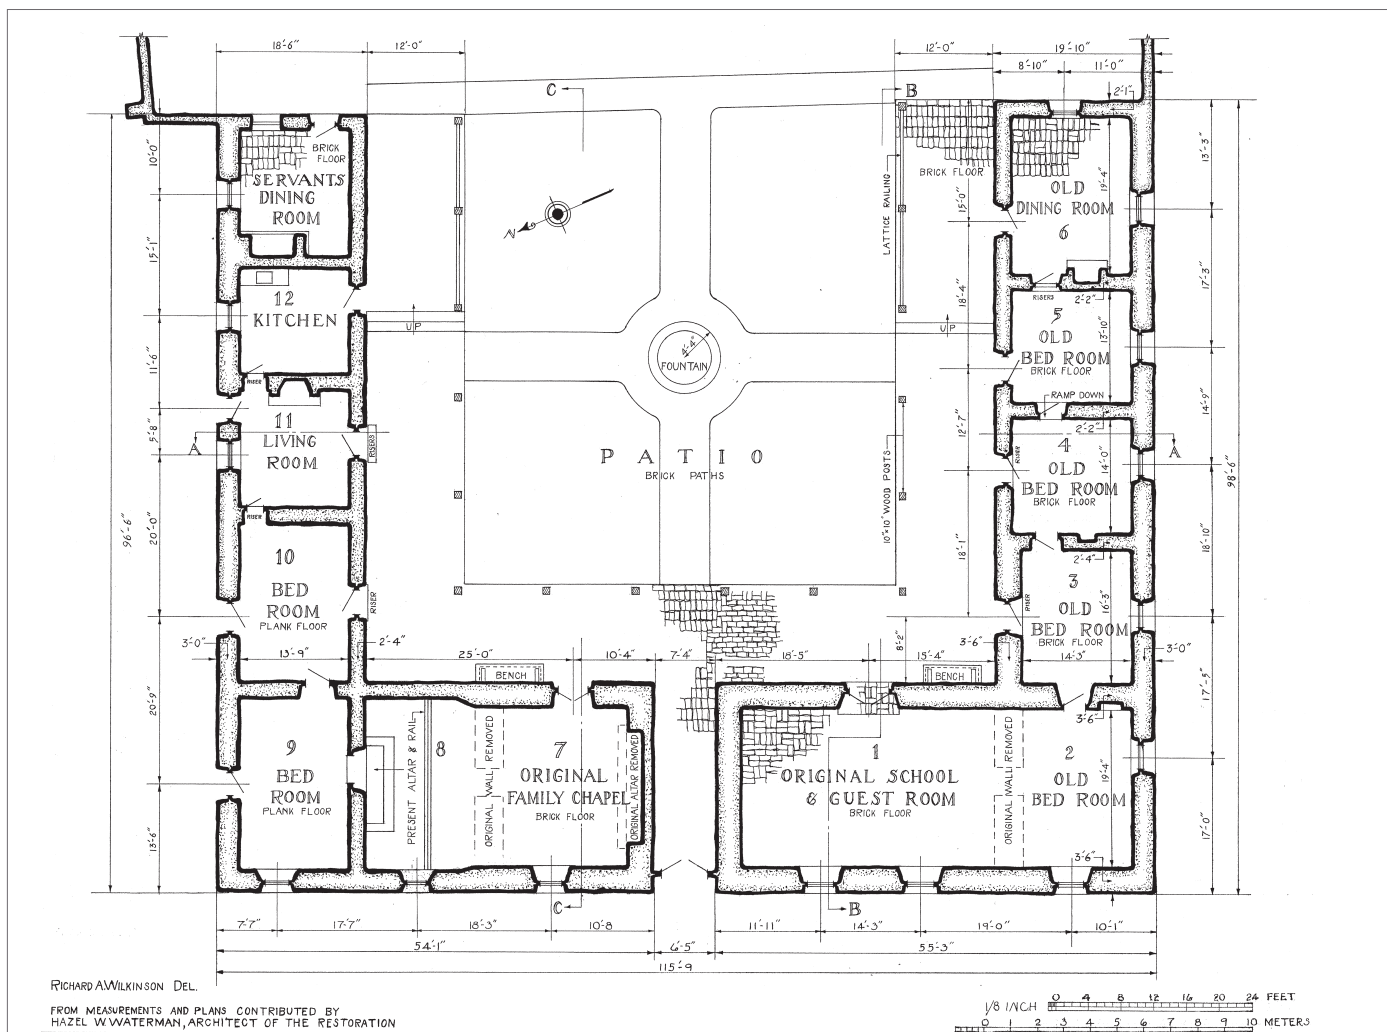 18'-6"
12'-0"
12'-0"
19'-10"
8'-10"
11'-0"
C
B
2'-1"
10'-0"
BRICK
FLOOR
SERVANTS
DINING
ROOM
N
LATTICE RAILING
BRICK FLOOR
15'-0"
OLD
DINING ROOM
6
19'-4"
13'-3"
15'-1"
12
KITCHEN
UP
18'-4"
UP
RISERS
2'-2"
17'-3"
4'-4"
FOUNTAIN
5
OLD
BED ROOM
BRICK FLOOR
13'-10"
11'-6"
RISER
RAMP DOWN
14'-9"
5'-8"
A
11
LIVING
ROOM
RISERS
PATIO
BRICK PATHS
10"x10" WOOD POSTS
12'-7"
RISER
2'-2"
4
OLD
BED ROOM
BRICK FLOOR
14'-0"
A
98'-6"
96'-6"
20'-0"
RISER
10
BED
ROOM
PLANK FLOOR
RISER
18'-1"
2'-4"
3
OLD
BED ROOM
BRICK FLOOR
16'-3"
RISER
18'-10"
3'-0"
13'-9"
2'-4"
25'-0"
10'-4"
7'-4"
18'-5"
15'-4"
8'-2"
3'-6"
14'-3"
3'-0"
BENCH
BENCH
20'-9"
9
BED
ROOM
PLANK FLOOR
PRESENT ALTAR & RAIL
8
ORIGINAL WALL REMOVED
7
ORIGINAL
FAMILY CHAPEL
BRICK FLOOR
ORIGINAL ALTAR REMOVED
1
ORIGINAL SCHOOL
& GUEST ROOM
BRICK FLOOR
ORIGINAL WALL REMOVED
3'-6"
2
OLD
BED ROOM
19'-4"
3'-6"
17'-5"
13'-6"
17'-0"
C
B
7'-7"
17'-7"
18'-3"
10'-8
11'-11"
14'-3"
19'-0"
10'-1"
54'-1"
6'-5"
55'-3"
115'-9
RICHARD A. WILKINSON DEL.
FROM MEASUREMENTS AND PLANS CONTRIBUTED BY
HAZEL W. WATERMAN, ARCHITECT OF THE RESTORATION
1/8 INCH
0 4 8 12 16 20 24 FEET
0 1 2 3 4 5 6 7 8 9 10 METERS